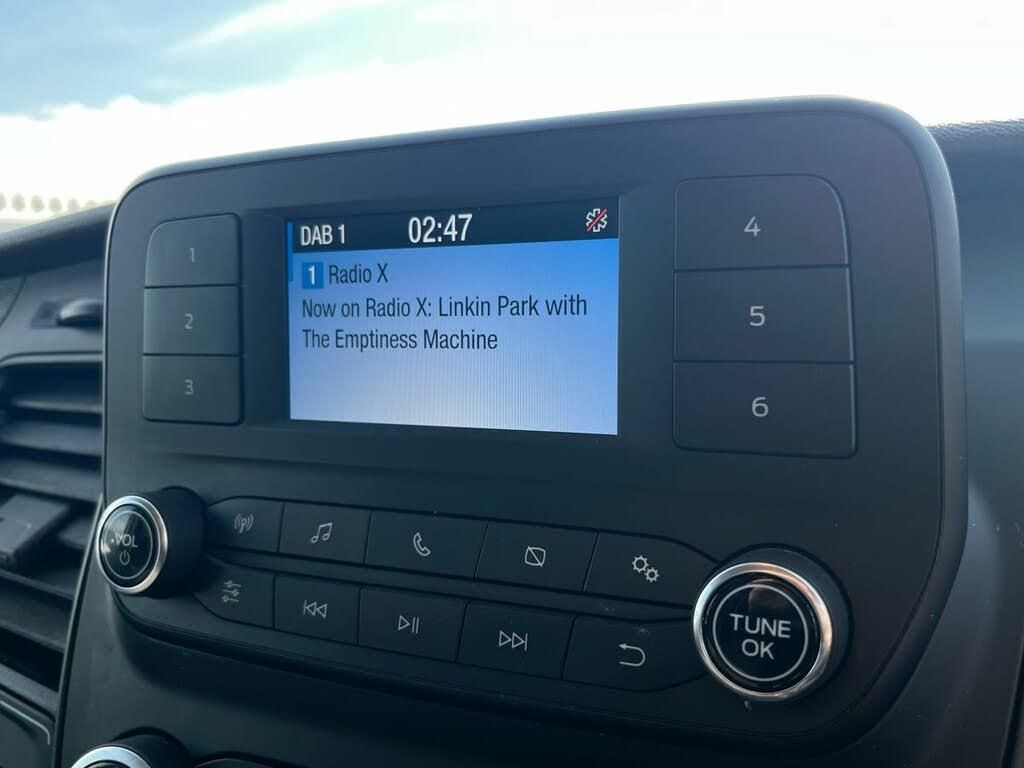 DAB 1 02:47
1 Radio X
Now on Radio X: Linkin Park with
The Emptiness Machine
1
2
3
4
5
6
VOL
TUNE
OK